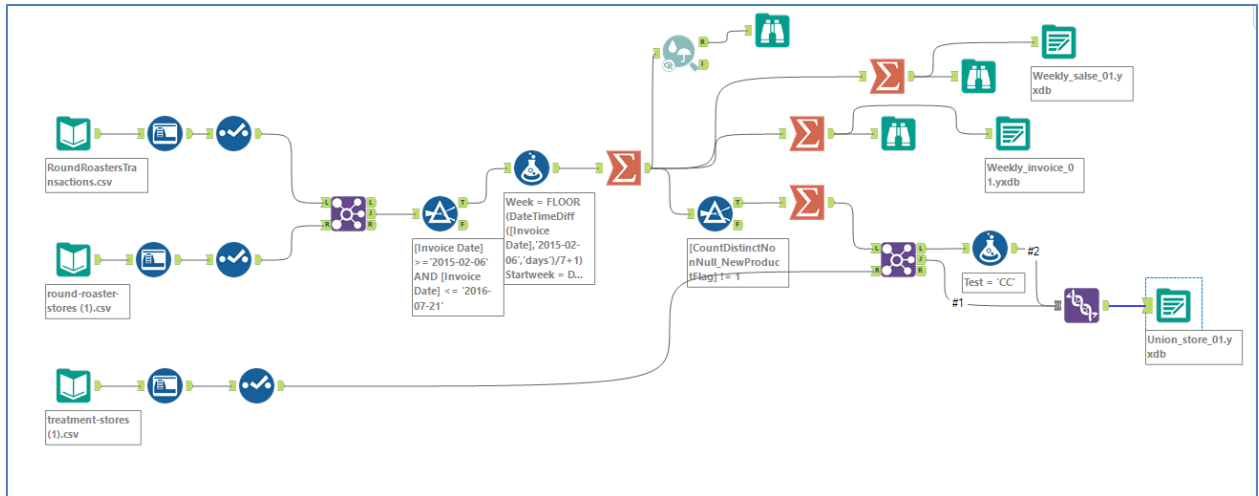 R
I
Weekly_salse_01.y
xdb
RoundRoastersTra
nsactions.csv
Weekly_invoice_0
1.yxdb
T
F
L
J
R
L
R
Week = FLOOR
(DateTimeDiff
([Invoice
Date],'2015-02-
06','days')/7+1)
Startweek = D...
[Invoice Date]
>='2015-02-06'
AND [Invoice
Date] <= '2016-
07-21'
T
F
[CountDistinctNo
nNull_NewProduc
tFlag] != 1
round-roaster-
stores (1).csv
L
J
R
L
R
Test = 'CC'
#2
#1
Union_store_01.y
xdb
treatment-stores
(1).csv